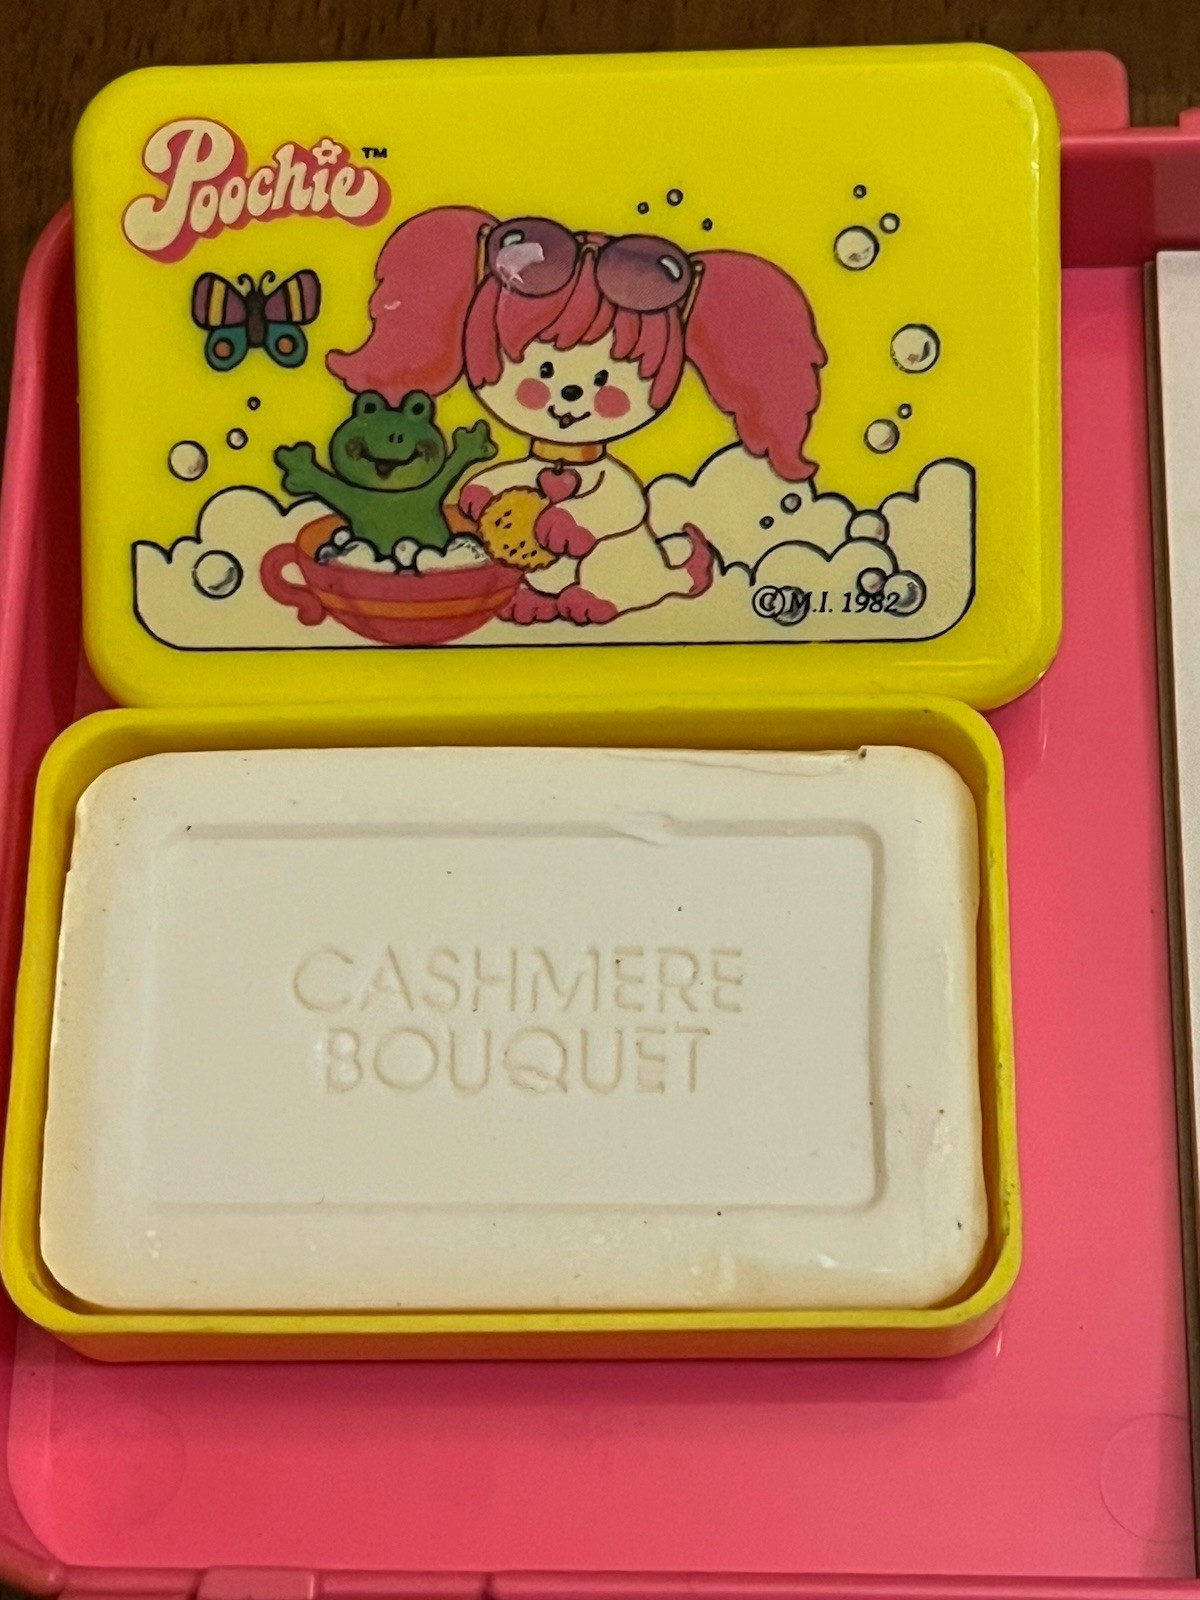 Poochie™
©M.I. 1982
CASHMERE
BOUQUET